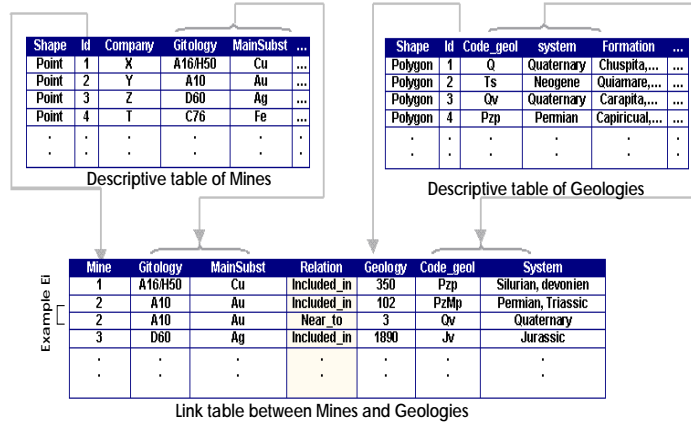 Shape Id Company Gitology MainSubst ...
Point 1 X A16/H50 Cu ...
Point 2 Y A10 Au ...
Point 3 Z D60 Ag ...
Point 4 T C76 Fe ...
. . . . .
. . . . .
Descriptive table of Mines
Shape Id Code_geol system Formation ...
Polygon 1 Q Quaternary Chuspita,... ...
Polygon 2 Ts Neogene Quiamare,... ...
Polygon 3 Qv Quaternary Carapita,... ...
Polygon 4 Pzp Permian Capiricual,... ...
. . . . .
. . . . .
Descriptive table of Geologies
Mine Gitology MainSubst Relation Geology Code_geol System
1 A16/H50 Cu Included_in 350 Pzp Silurian, devonien
2 A10 Au Included_in 102 PzMp Permian, Triassic
2 A10 Au Near_to 3 Qv Quaternary
3 D60 Ag Included_in 1890 Jv Jurassic
. . . . . . .
. . . . . . .
Example Ei
Link table between Mines and Geologies